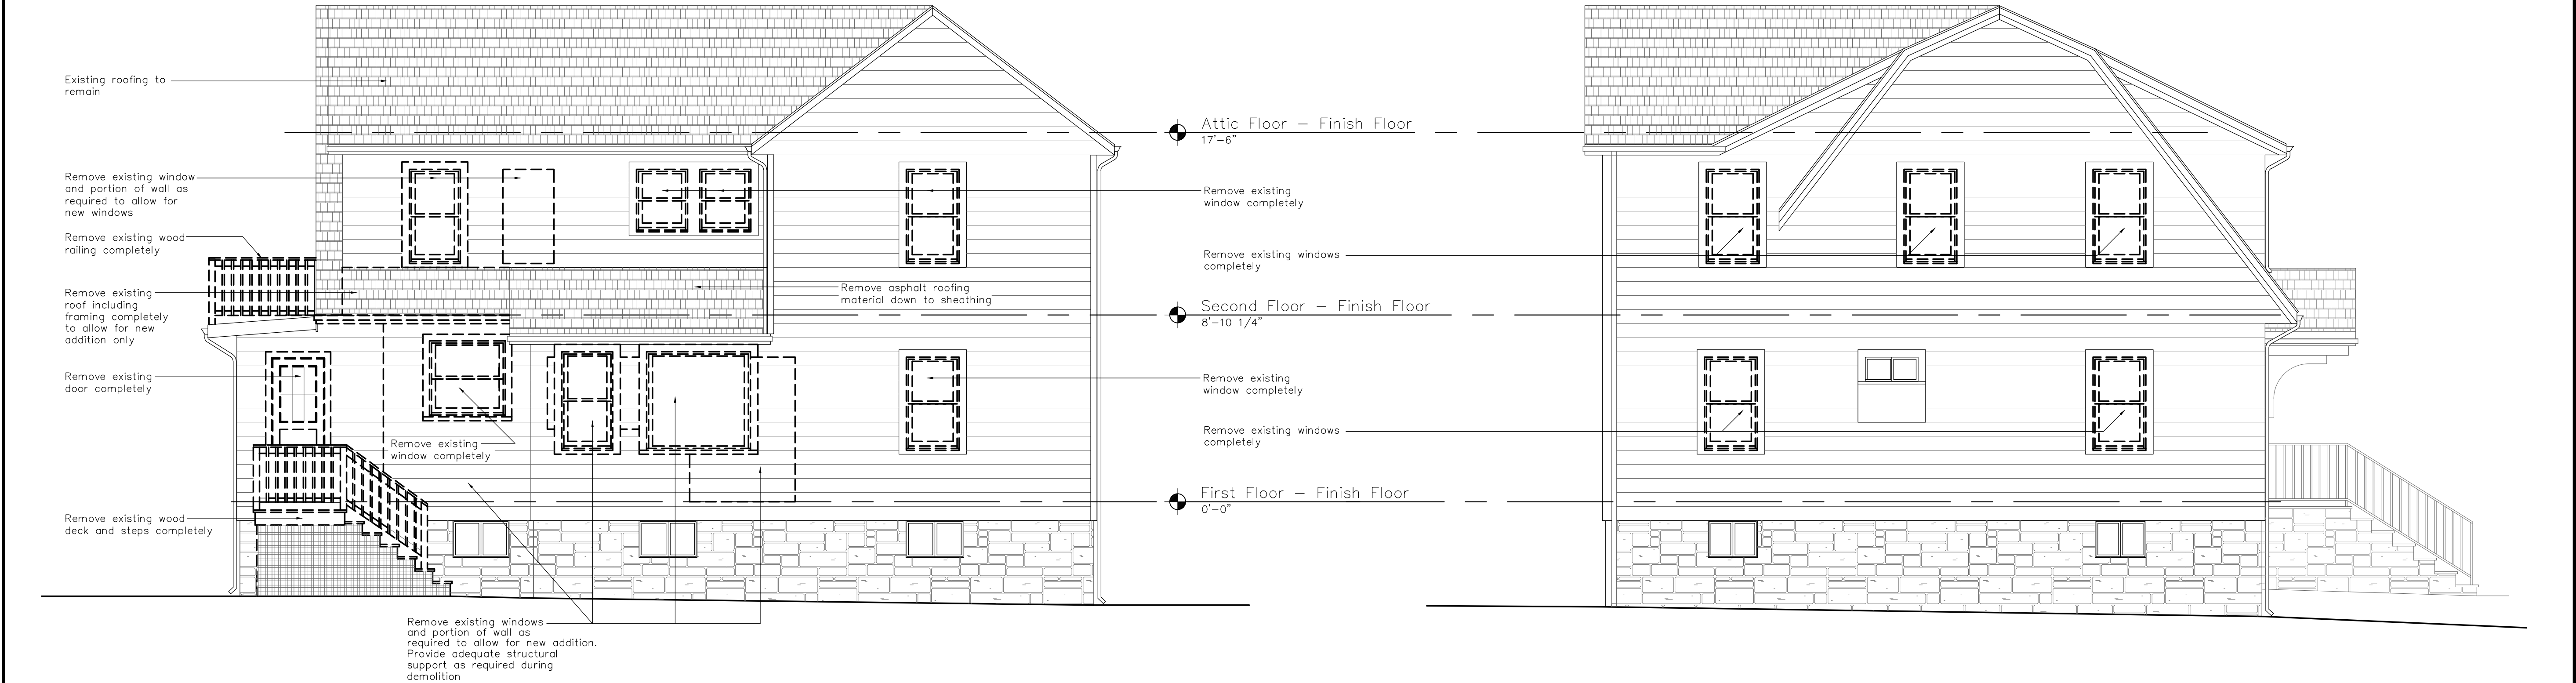 Existing roofing to
remain
Remove existing window
and portion of wall as
required to allow for
new windows
Remove existing wood
railing completely
Remove existing
roof including
framing completely
to allow for new
addition only
Remove existing
door completely
Remove existing wood
deck and steps completely
Remove existing
window completely
Remove existing windows
and portion of wall as
required to allow for new addition.
Provide adequate structural
support as required during
demolition
Remove asphalt roofing
material down to sheathing
Attic Floor - Finish Floor
17'-6"
Remove existing
window completely
Remove existing windows
completely
Second Floor - Finish Floor
8'-10 1/4"
Remove existing
window completely
Remove existing windows
completely
First Floor - Finish Floor
0'-0"